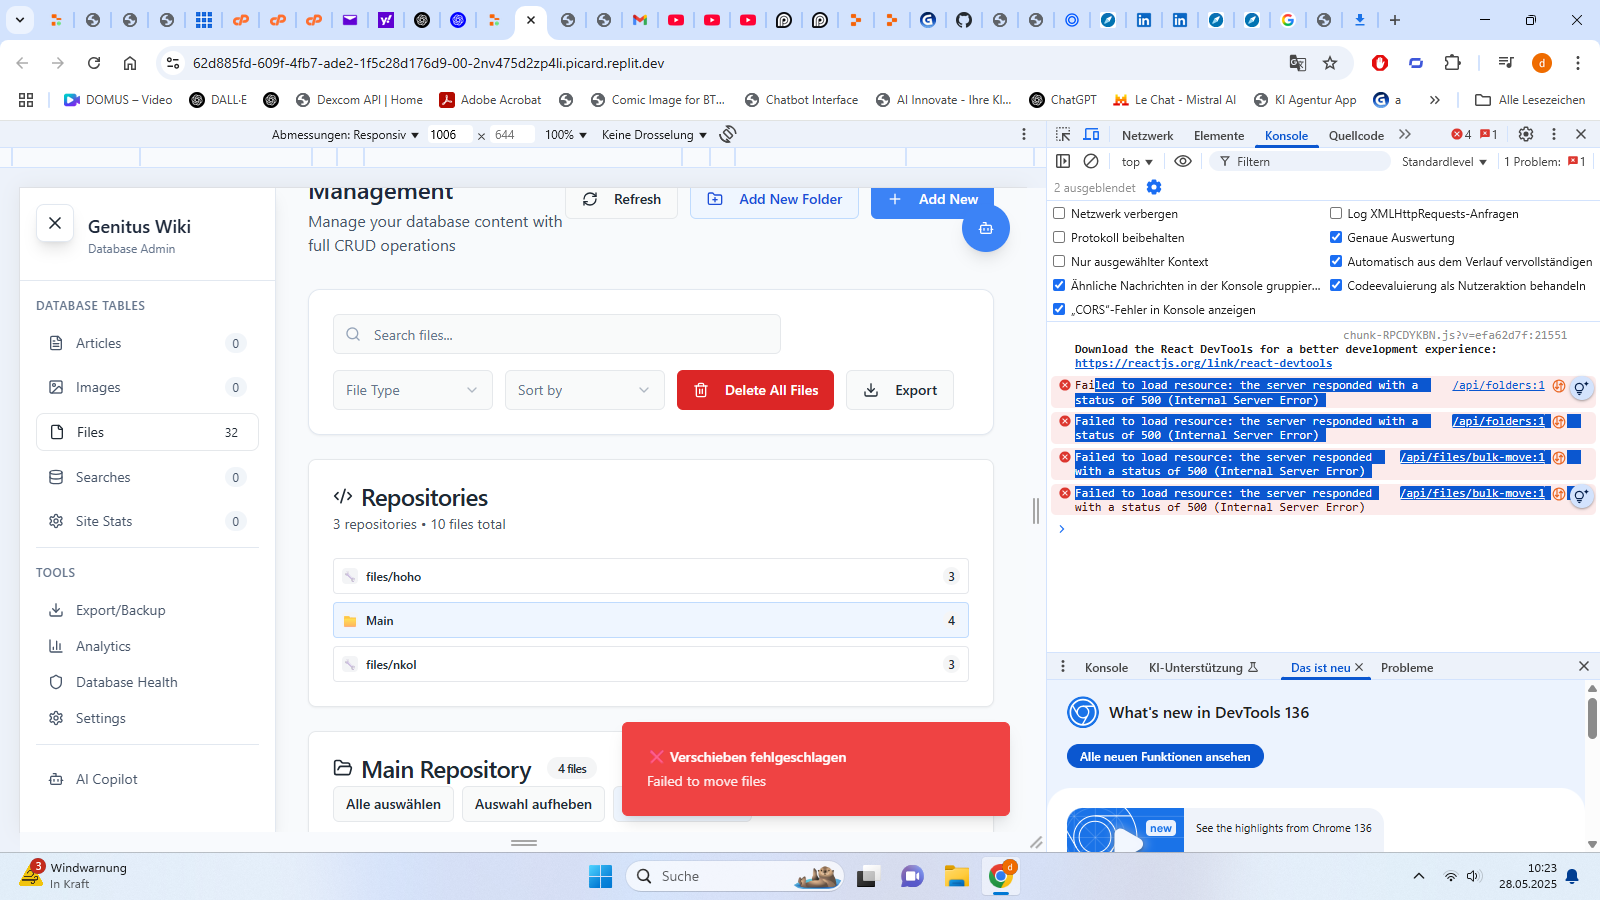 62d885fd-609f-4fb7-ade2-1f5c28d176d9-00-2nv475d2zp4li.picard.replit.dev
DOMUS – Video
DALL·E
Dexcom API | Home
Adobe Acrobat
Comic Image for BT...
Chatbot Interface
AI Innovate - Ihre KI...
ChatGPT
Le Chat - Mistral AI
KI Agentur App
a
Alle Lesezeichen
Abmessungen: Responsiv
1006
x
644
100%
Keine Drosselung
Genitus Wiki
Database Admin
DATABASE TABLES
Articles 0
Images 0
Files 32
Searches 0
Site Stats 0
TOOLS
Export/Backup
Analytics
Database Health
Settings
AI Copilot
Management
Manage your database content with
full CRUD operations
Refresh
Add New Folder
Add New
Search files...
File Type
Sort by
Delete All Files
Export
Repositories
3 repositories • 10 files total
files/hoho 3
Main 4
files/nkol 3
Main Repository 4 files
Alle auswählen
Auswahl aufheben
Verschieben fehlgeschlagen
Failed to move files
Netzwerk
Elemente
Konsole
Quellcode
4
1
top
Filtern
Standardlevel
1 Problem: 1
2 ausgeblendet
Netzwerk verbergen
Log XMLHttpRequests-Anfragen
Protokoll beibehalten
Genaue Auswertung
Nur ausgewählter Kontext
Automatisch aus dem Verlauf vervollständigen
Ähnliche Nachrichten in der Konsole gruppier...
Codeevaluierung als Nutzeraktion behandeln
„CORS“-Fehler in Konsole anzeigen
chunk-RPCDYKBN.js?v=efa62d7f:21551
Download the React DevTools for a better development experience:
https://reactjs.org/link/react-devtools
Failed to load resource: the server responded with a /api/folders:1
status of 500 (Internal Server Error)
Failed to load resource: the server responded with a /api/folders:1
status of 500 (Internal Server Error)
Failed to load resource: the server responded /api/files/bulk-move:1
with a status of 500 (Internal Server Error)
Failed to load resource: the server responded /api/files/bulk-move:1
with a status of 500 (Internal Server Error)
Konsole
KI-Unterstützung
Das ist neu
Probleme
What's new in DevTools 136
Alle neuen Funktionen ansehen
new
See the highlights from Chrome 136
3
Windwarnung
In Kraft
Suche
10:23
28.05.2025